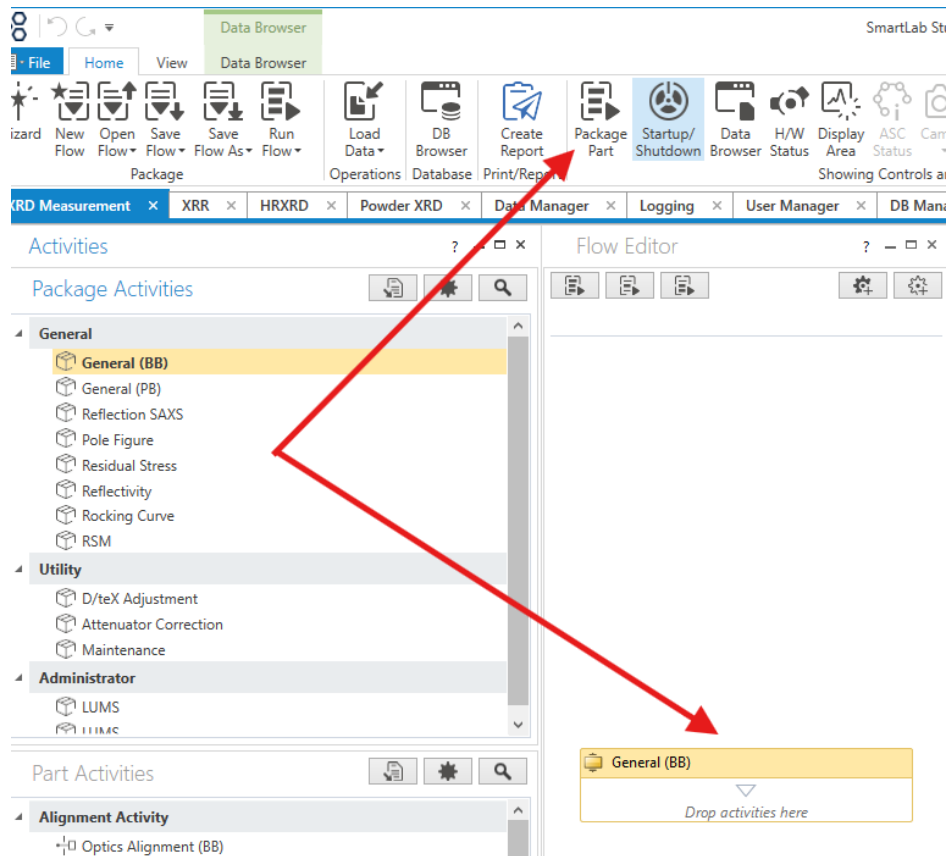 Data Browser
SmartLab Stu
File Home View Data Browser
izard New Flow Open Flow Save Flow Save Flow As Run Flow Load Data DB Browser Create Report Package Part Startup/ Shutdown Data Browser H/W Status Display Area ASC Status Cam
Package Operations Database Print/Repo Showing Controls a
XRD Measurement XRR HRXRD Powder XRD Data Manager Logging User Manager DB Mana
Activities ? Flow Editor ?
Package Activities
General
General (BB)
General (PB)
Reflection SAXS
Pole Figure
Residual Stress
Reflectivity
Rocking Curve
RSM
Utility
D/teX Adjustment
Attenuator Correction
Maintenance
Administrator
LUMS
LUMS
Part Activities
Alignment Activity
Optics Alignment (BB)
General (BB)
Drop activities here